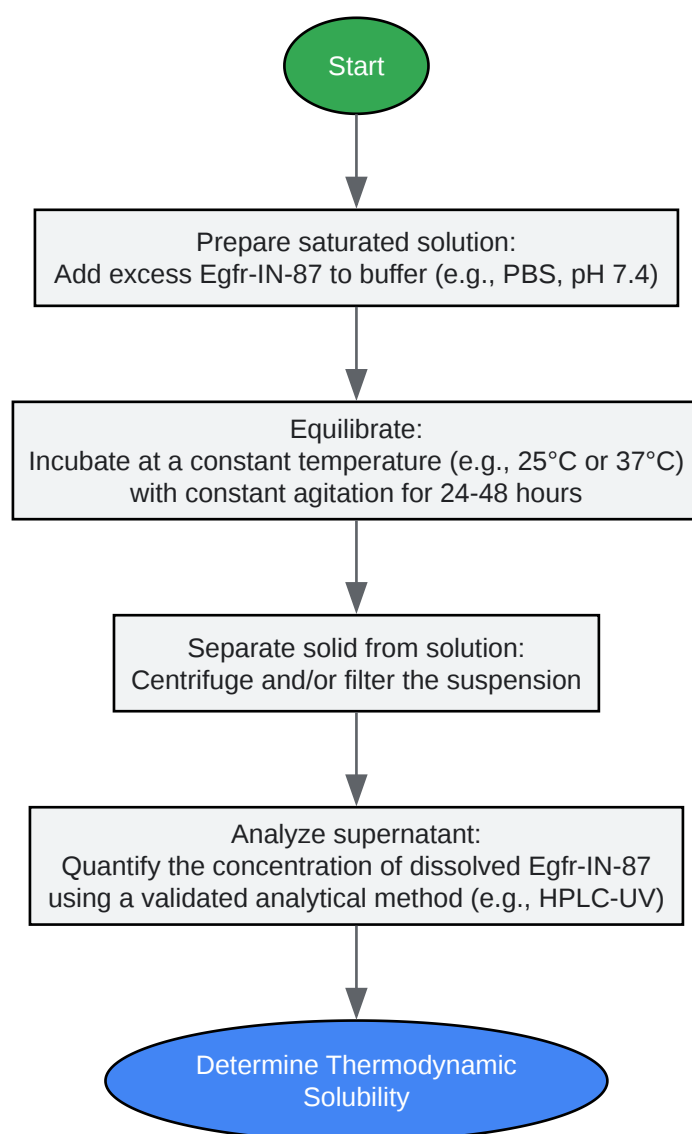 Start
Prepare saturated solution:
Add excess Egfr-IN-87 to buffer (e.g., PBS, pH 7.4)
Equilibrate:
Incubate at a constant temperature (e.g., 25°C or 37°C)
with constant agitation for 24-48 hours
Separate solid from solution:
Centrifuge and/or filter the suspension
Analyze supernatant:
Quantify the concentration of dissolved Egfr-IN-87
using a validated analytical method (e.g., HPLC-UV)
Determine Thermodynamic
Solubility